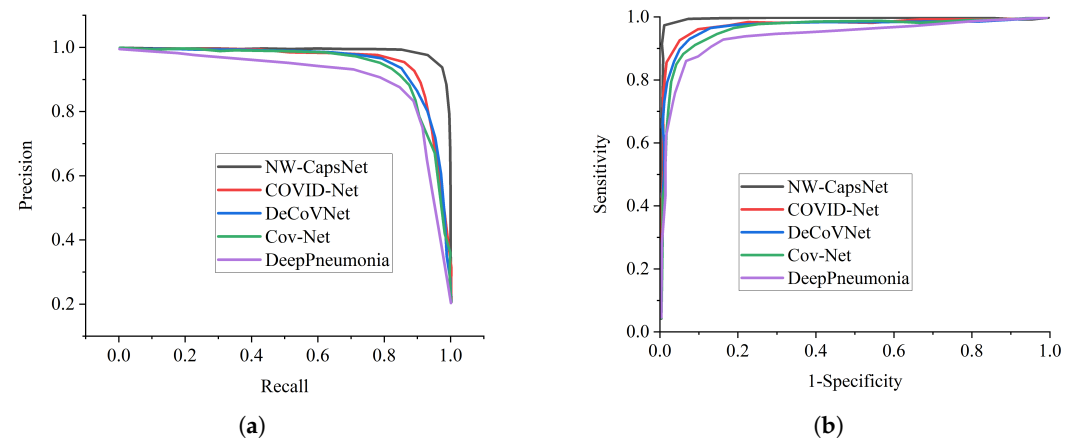 1.0
0.8
0.6
0.4
0.2
Precision
NW-CapsNet
COVID-Net
DeCoVNet
Cov-Net
DeepPneumonia
0.0 0.2 0.4 0.6 0.8 1.0
Recall
(a)
1.0
0.8
0.6
0.4
0.2
0.0
Sensitivity
NW-CapsNet
COVID-Net
DeCoVNet
Cov-Net
DeepPneumonia
0.0 0.2 0.4 0.6 0.8 1.0
1-Specificity
(b)